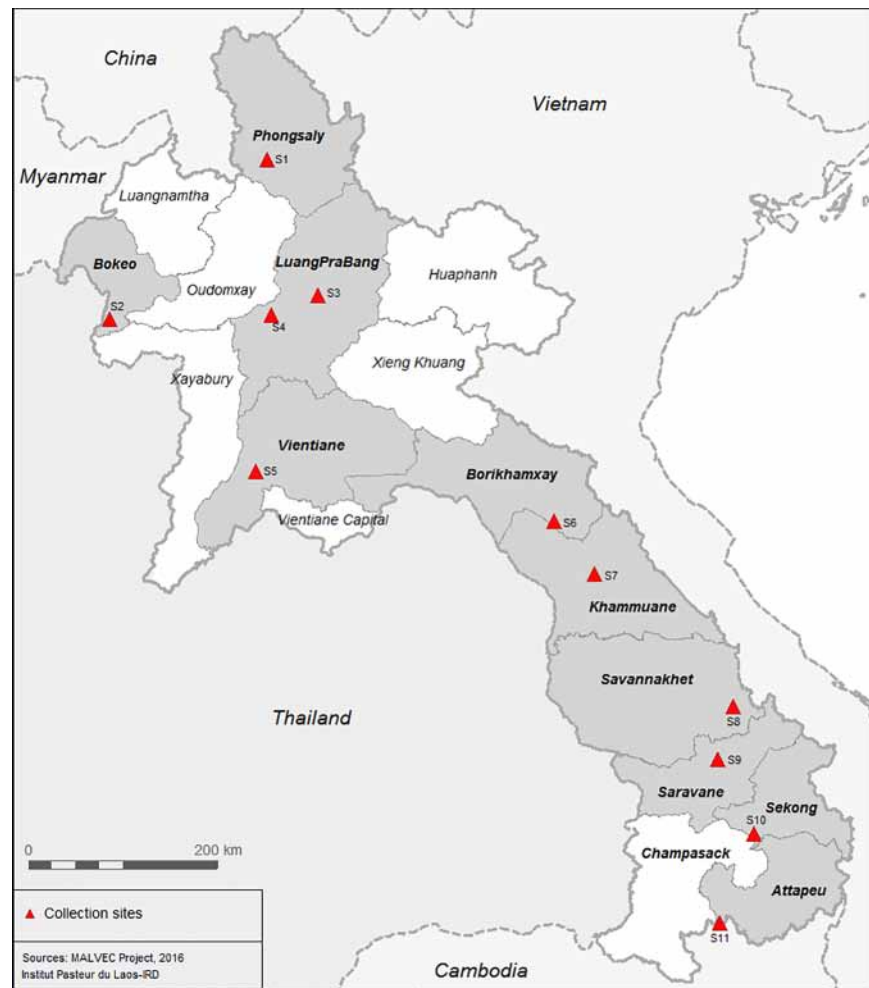 China
Vietnam
Phongsaly
S1
Myanmar
Luangnamtha
Bokeo
LuangPraBang
Huaphanh
Oudomxay
S3
S2
S4
Xieng Khuang
Xayabury
Vientiane
S5
Borikhamxay
Vientiane Capital
S6
S7
Khammuane
Savannakhet
Thailand
S8
S9
Saravane
Sekong
S10
0 200 km
Champasack
Attapeu
Collection sites
S11
Sources: MALVEC Project, 2016
Institut Pasteur du Laos-IRD
Cambodia